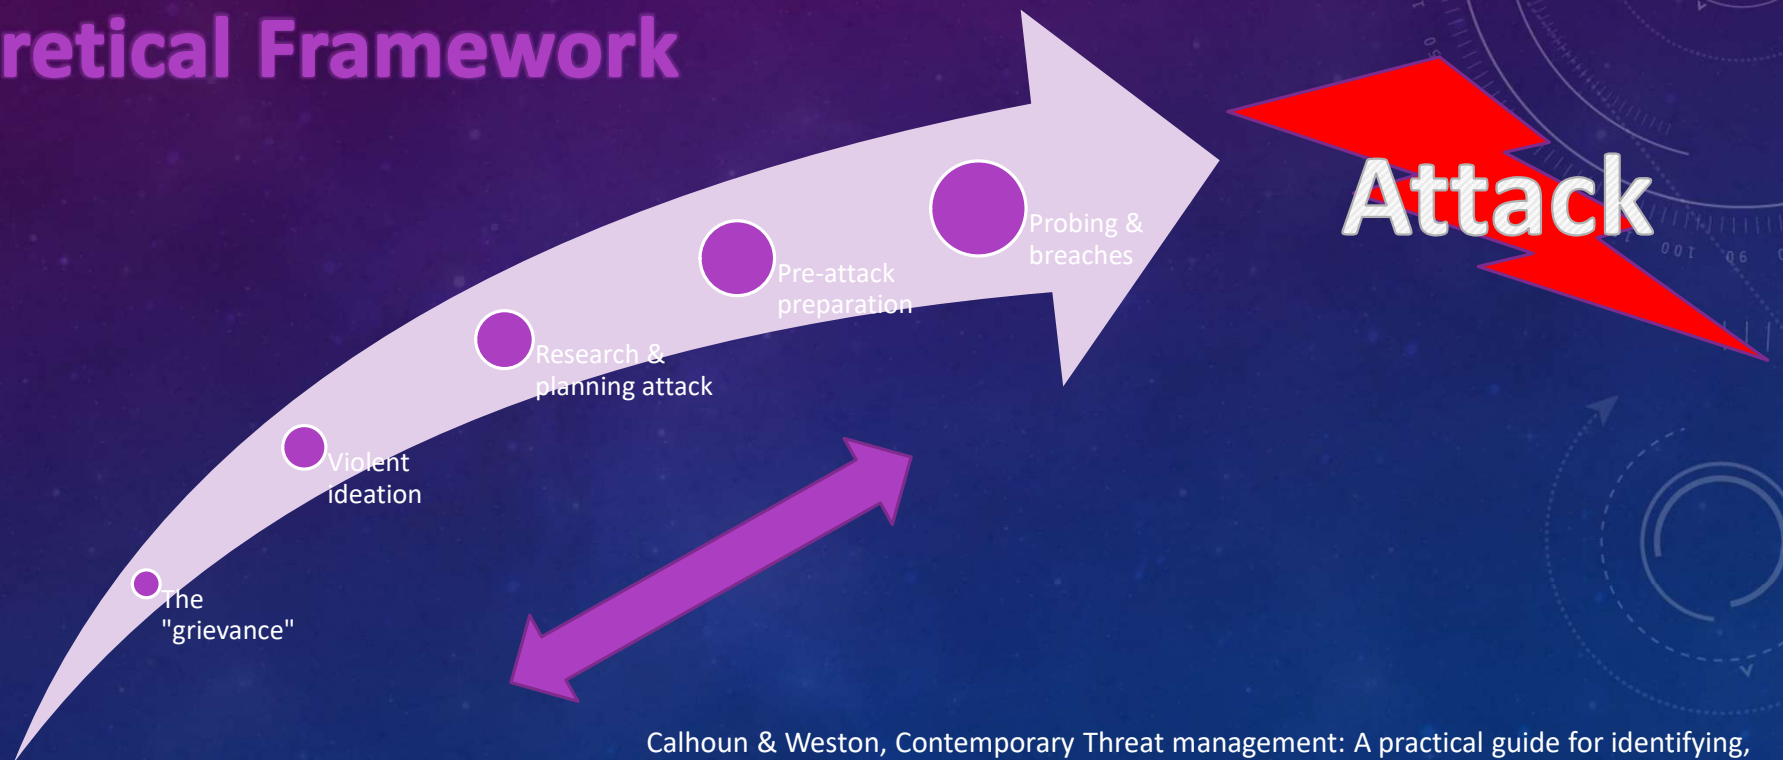 retical Framework
Attack
Probing &
breaches
Pre-attack
preparation
Research &
planning attack
Violent
ideation
The
"grievance"
Calhoun & Weston, Contemporary Threat management: A practical guide for identifying,